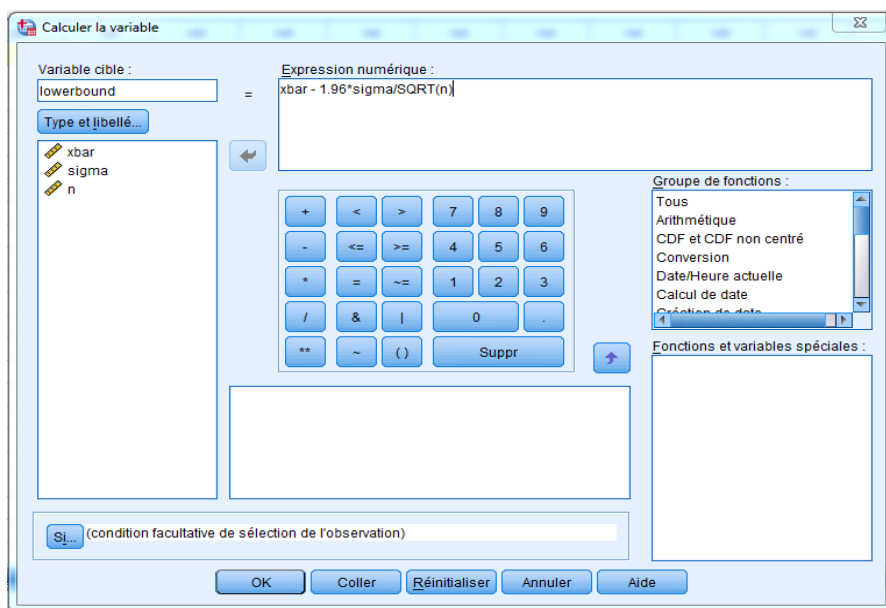 Calculer la variable
Variable cible :
lowerbound
=
Expression numérique :
xbar - 1.96*sigma/SQRT(n)
Type et libellé...
xbar
sigma
n
+ < > 7 8 9
- <= >= 4 5 6
* = ~= 1 2 3
/ & | 0 .
** ~ ( ) Suppr
Groupe de fonctions :
Tous
Arithmétique
CDF et CDF non centré
Conversion
Date/Heure actuelle
Calcul de date
Création de date
Fonctions et variables spéciales :
Si... (condition facultative de sélection de l'observation)
OK Coller Réinitialiser Annuler Aide